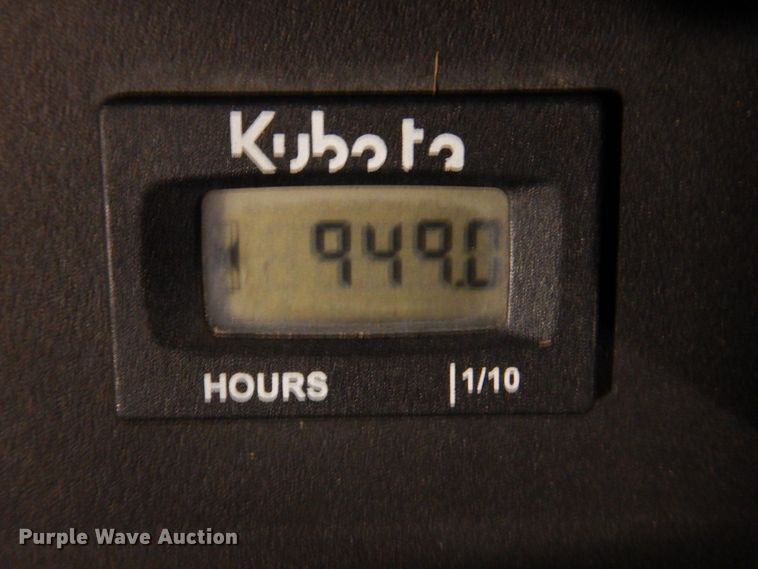 Kubota
949.0
HOURS 1/10
Purple Wave Auction